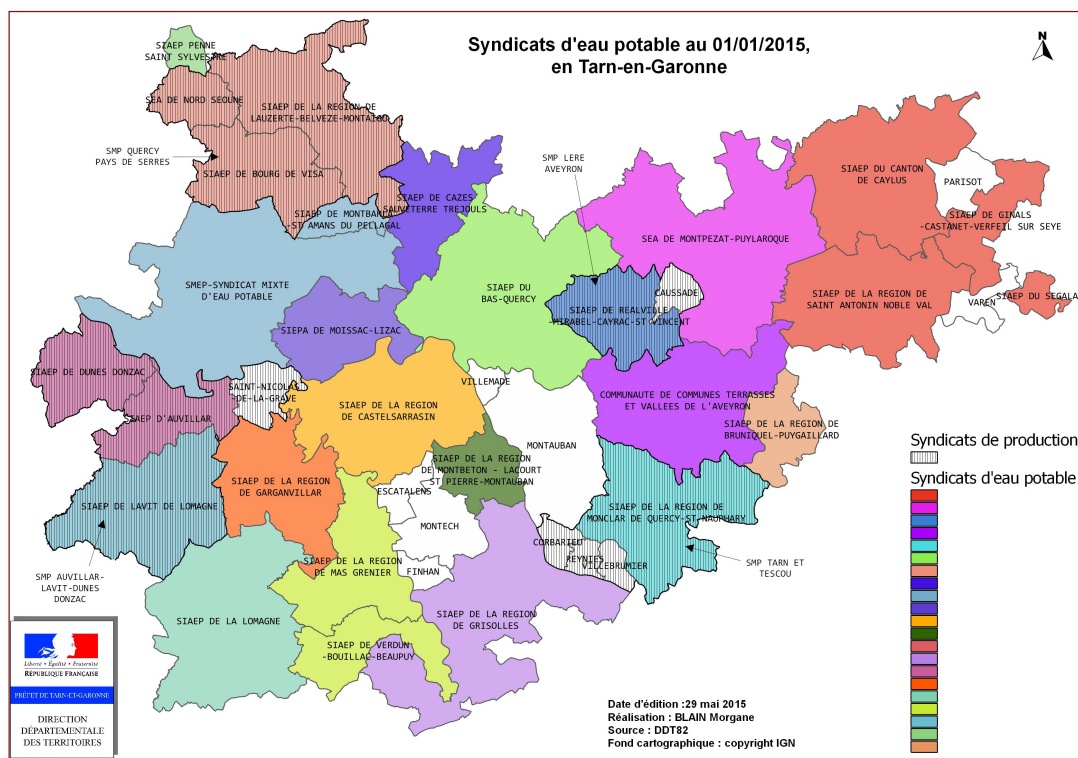 Syndicats d'eau potable au 01/01/2015,
en Tarn-en-Garonne
N
SIAEP PENNE
SAINT SYLVESTRE
SEA DE NORD SEOUNE
SIAEP DE LA REGION DE
LAUZERTE-BELVEZE-MONTAIGU
SMP QUERCY
PAYS DE SERRES
SIAEP DE BOURG DE VISA
SIAEP DE CAZES
SAUVETERRE TREJOULS
SIAEP DE MONTBARLA
-ST AMANS DU PELLAGAL
SMP LERE
AVEYRON
SEA DE MONTPEZAT-PUYLAROQUE
SIAEP DU CANTON
DE CAYLUS
PARISOT
SIAEP DE GINALS
-CASTANET-VERFEIL SUR SEYE
SMEP-SYNDICAT MIXTE
D'EAU POTABLE
SIAEP DU
BAS-QUERCY
CAUSSADE
SIAEP DE REALVILLE
-MIRABEL-CAYRAC-ST VINCENT
SIAEP DE LA REGION DE
SAINT ANTONIN NOBLE VAL
VAREN
SIAEP DU SEGALA
SIEPA DE MOISSAC-LIZAC
SIAEP DE DUNES DONZAC
SAINT-NICOLAS
-DE-LA-GRAVE
VILLEMADE
SIAEP D'AUVILLAR
SIAEP DE LA REGION
DE CASTELSARRASIN
COMMUNAUTE DE COMMUNES TERRASSES
ET VALLEES DE L'AVEYRON
SIAEP DE LA REGION DE
BRUNIQUEL-PUYGAILLARD
MONTAUBAN
SIAEP DE LA REGION
DE MONTBETON - LACOURT
ST PIERRE-MONTAUBAN
SIAEP DE LA REGION
DE GARGANVILLAR
ESCATALENS
SIAEP DE LAVIT DE LOMAGNE
MONTECH
SIAEP DE LA REGION DE
MONCLAR DE QUERCY-ST NAUPHARY
CORBARIEU
REYNIES
VILLEBRUMIER
SMP TARN ET
TESCOU
SIAEP DE LA REGION
DE MAS GRENIER
FINHAN
SMP AUVILLAR-
LAVIT-DUNES
DONZAC
SIAEP DE LA LOMAGNE
SIAEP DE LA REGION
DE GRISOLLES
SIAEP DE VERDUN
-BOUILLAC-BEAUPUY
Syndicats de production
Syndicats d'eau potable
Liberté • Égalité • Fraternité
RÉPUBLIQUE FRANÇAISE
PRÉFET DE TARN-ET-GARONNE
DIRECTION
DÉPARTEMENTALE
DES TERRITOIRES
Date d'édition :29 mai 2015
Réalisation : BLAIN Morgane
Source : DDT82
Fond cartographique : copyright IGN